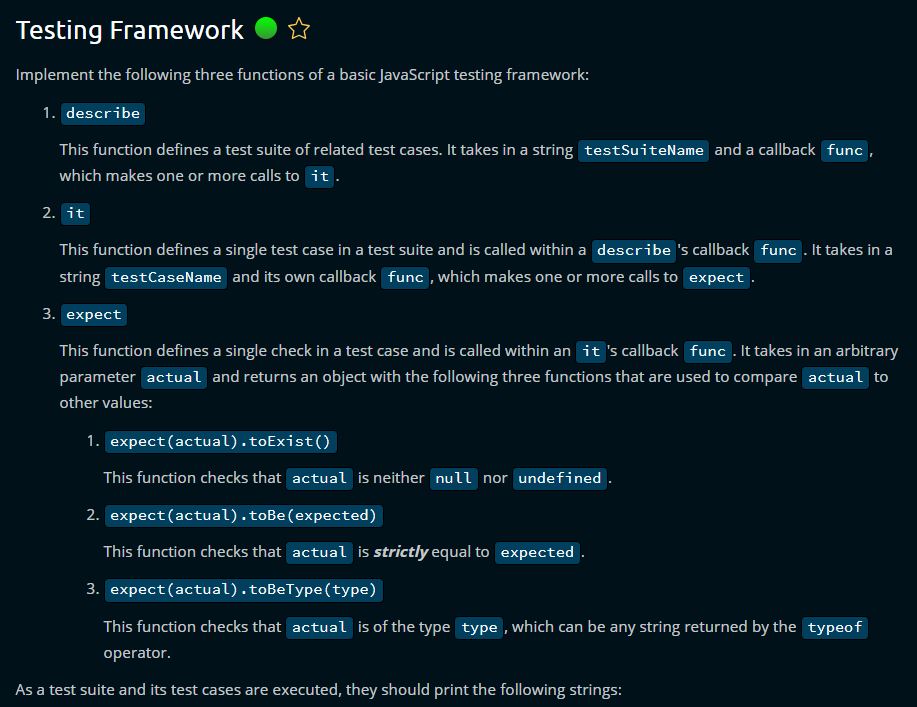 Testing Framework
Implement the following three functions of a basic JavaScript testing framework:
1. describe
This function defines a test suite of related test cases. It takes in a string testSuiteName and a callback func,
which makes one or more calls to it.
2. it
This function defines a single test case in a test suite and is called within a describe's callback func. It takes in a
string testCaseName and its own callback func, which makes one or more calls to expect.
3. expect
This function defines a single check in a test case and is called within an it's callback func. It takes in an arbitrary
parameter actual and returns an object with the following three functions that are used to compare actual to
other values:
1. expect(actual).toExist()
This function checks that actual is neither null nor undefined.
2. expect(actual).toBe(expected)
This function checks that actual is strictly equal to expected.
3. expect(actual).toBeType(type)
This function checks that actual is of the type type, which can be any string returned by the typeof
operator.
As a test suite and its test cases are executed, they should print the following strings: